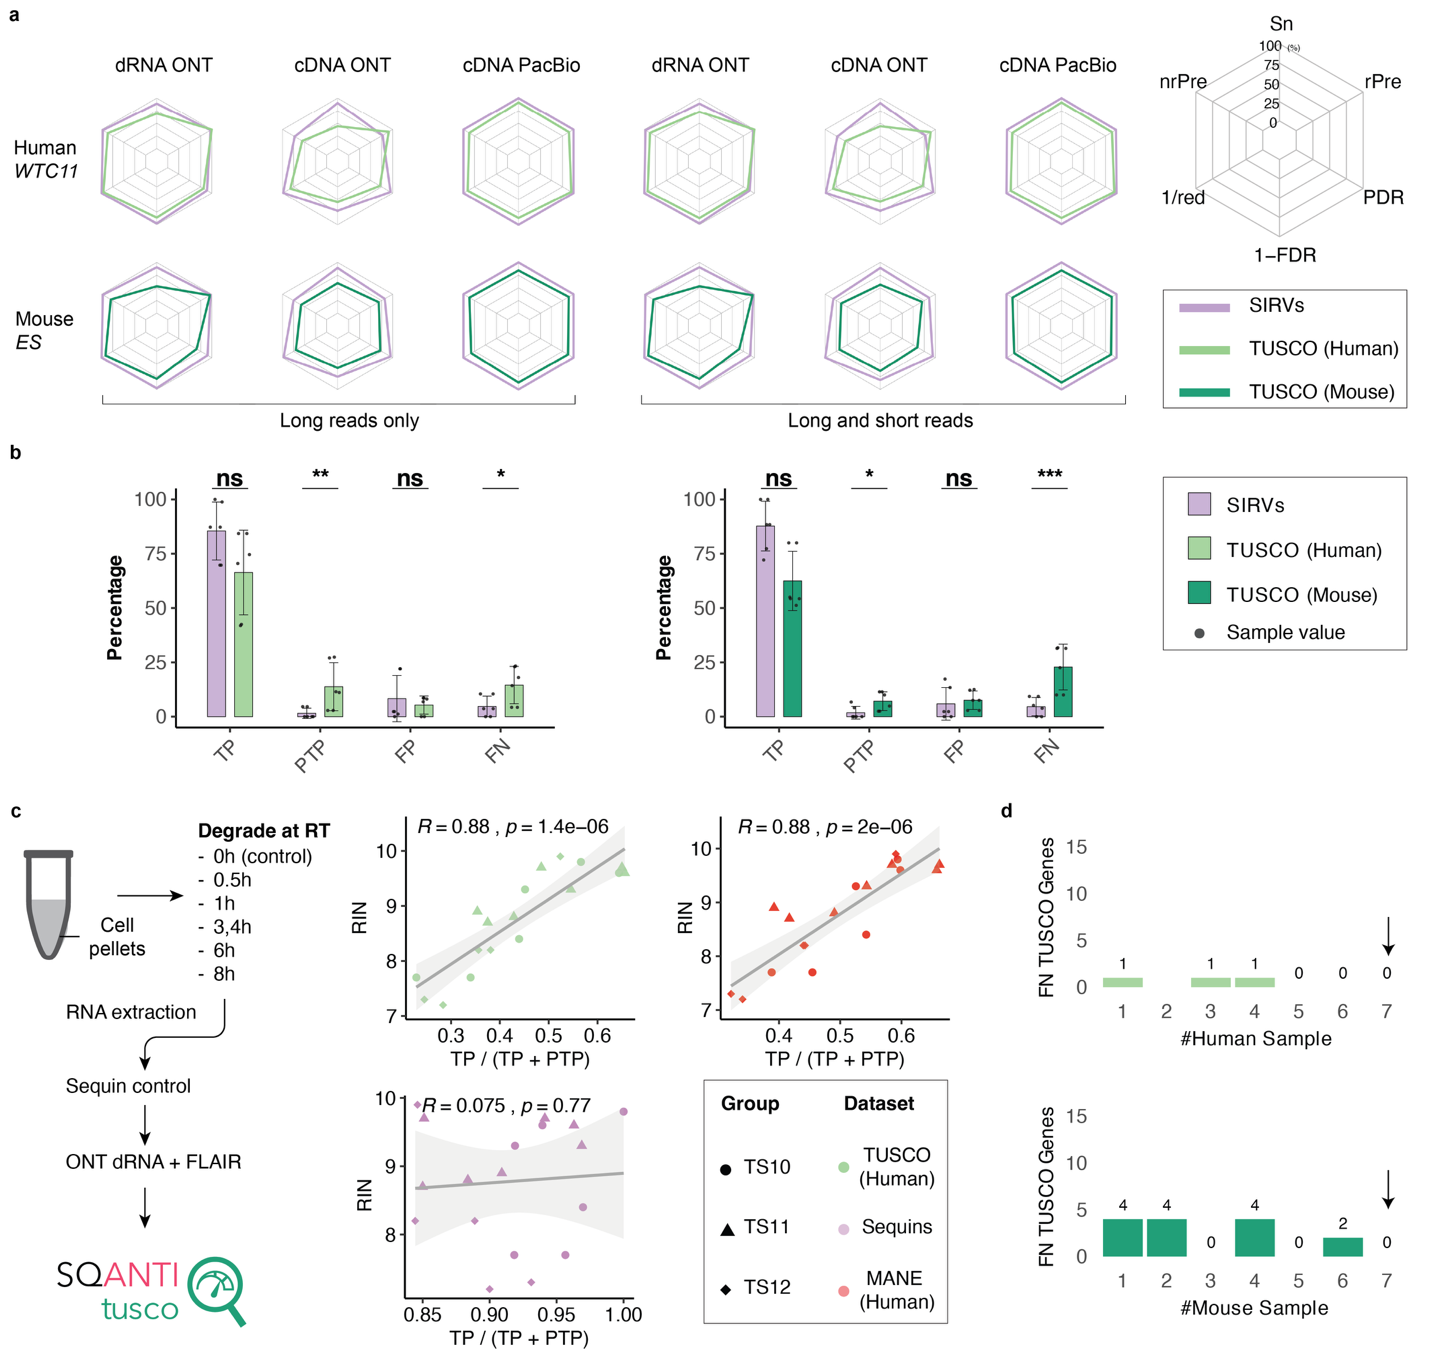 a
dRNA ONT
cDNA ONT
cDNA PacBio
dRNA ONT
cDNA ONT
cDNA PacBio
Human
WTC11
Mouse
ES
Long reads only
Long and short reads
Sn
100 (%)
75
50
25
0
nrPre
rPre
1/red
PDR
1−FDR
SIRVs
TUSCO (Human)
TUSCO (Mouse)
b
ns
**
ns
*
Percentage
100
75
50
25
0
TP
PTP
FP
FN
ns
*
ns
***
Percentage
100
75
50
25
0
TP
PTP
FP
FN
SIRVs
TUSCO (Human)
TUSCO (Mouse)
Sample value
c
Degrade at RT
- 0h (control)
- 0.5h
- 1h
- 3,4h
- 6h
- 8h
Cell
pellets
RNA extraction
Sequin control
ONT dRNA + FLAIR
SQANTI
tusco
R = 0.88 , p = 1.4e−06
RIN
10
9
8
7
0.3 0.4 0.5 0.6
TP / (TP + PTP)
R = 0.88 , p = 2e−06
RIN
10
9
8
7
0.4 0.5 0.6
TP / (TP + PTP)
R = 0.075 , p = 0.77
RIN
10
9
8
0.85 0.90 0.95 1.00
TP / (TP + PTP)
Group
TS10
TS11
TS12
Dataset
TUSCO
(Human)
Sequins
MANE
(Human)
d
FN TUSCO Genes
15
10
5
0
1 1 1 0 0 0
1 2 3 4 5 6 7
#Human Sample
FN TUSCO Genes
15
10
5
0
4 4 0 4 0 2 0
1 2 3 4 5 6 7
#Mouse Sample